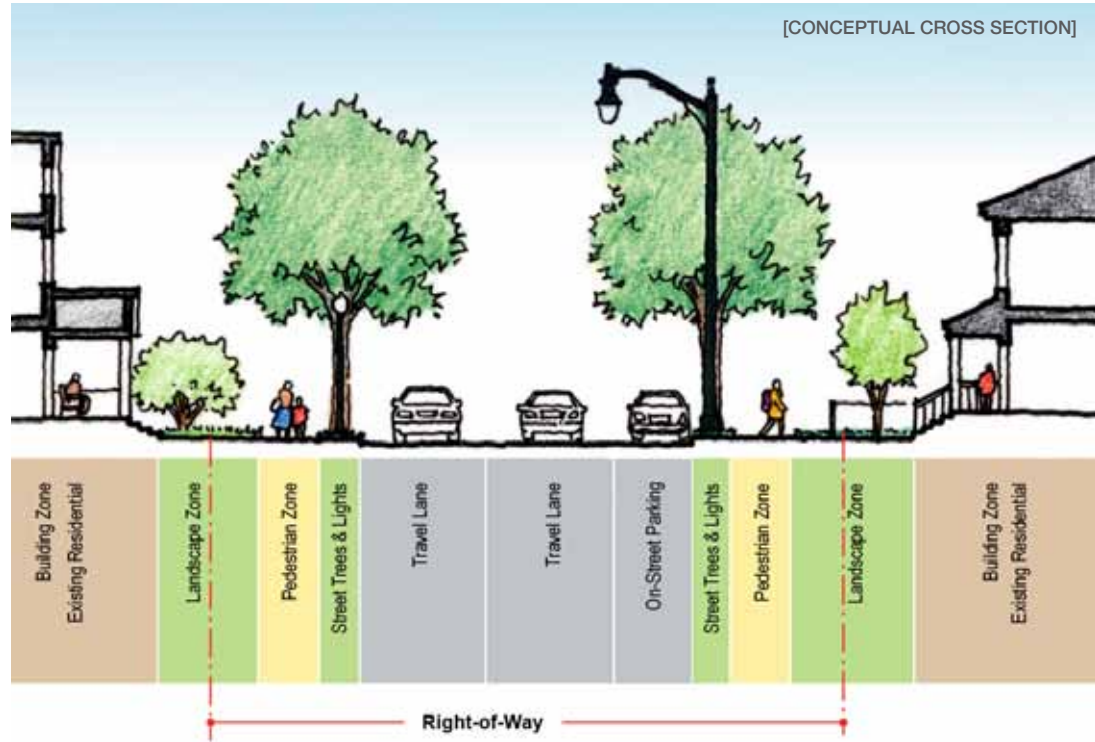 [CONCEPTUAL CROSS SECTION]
Building Zone
Existing Residential
Landscape Zone
Pedestrian Zone
Street Trees & Lights
Travel Lane
Travel Lane
On-Street Parking
Street Trees & Lights
Pedestrian Zone
Landscape Zone
Building Zone
Existing Residential
Right-of-Way